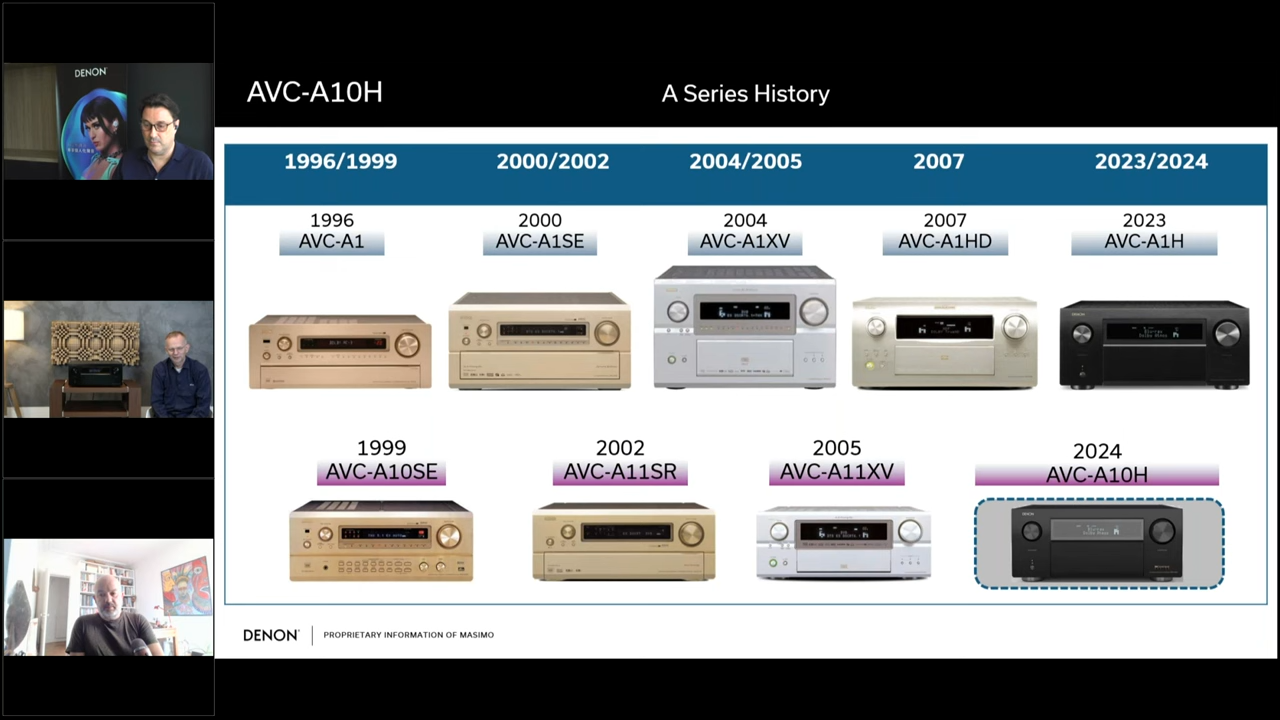 DENON
AVC-A10H
A Series History
1996/1999
2000/2002
2004/2005
2007
2023/2024
1996
AVC-A1
2000
AVC-A1SE
2004
AVC-A1XV
2007
AVC-A1HD
2023
AVC-A1H
1999
AVC-A10SE
2002
AVC-A11SR
2005
AVC-A11XV
2024
AVC-A10H
DENON
PROPRIETARY INFORMATION OF MASIMO